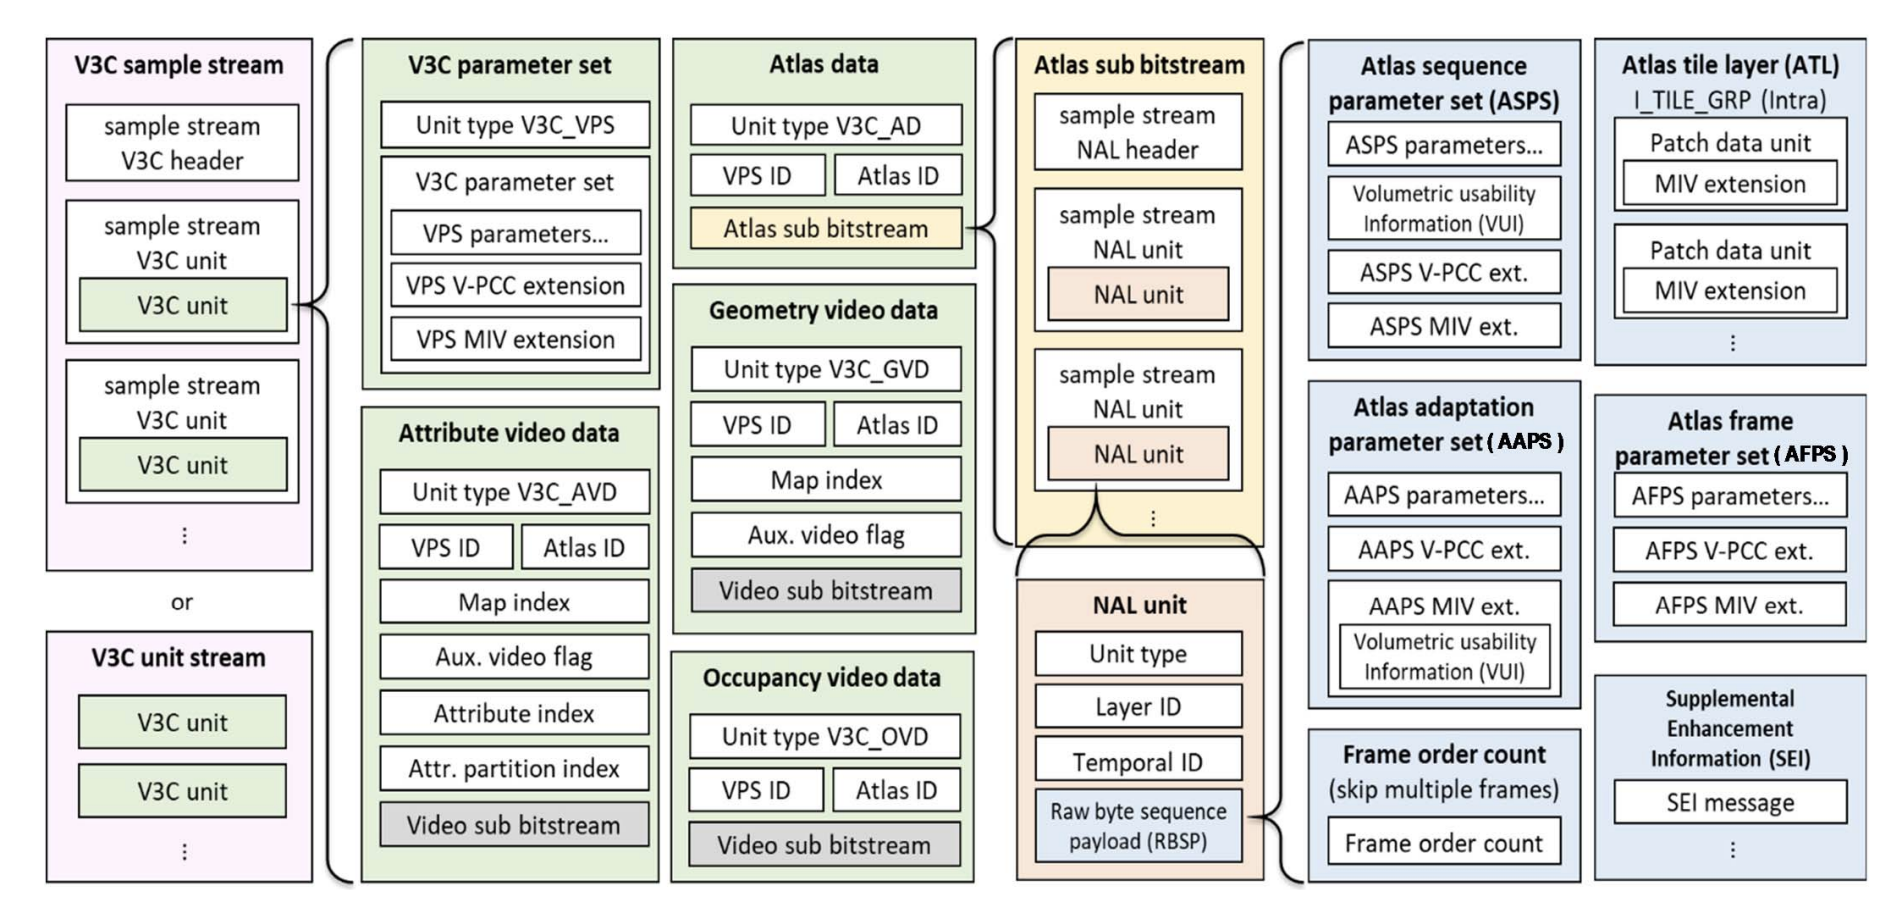 V3C sample stream
sample stream
V3C header
sample stream
V3C unit
V3C unit
sample stream
V3C unit
V3C unit
⋮
or
V3C unit stream
V3C unit
V3C unit
⋮
V3C parameter set
Unit type V3C_VPS
V3C parameter set
VPS parameters...
VPS V-PCC extension
VPS MIV extension
Attribute video data
Unit type V3C_AVD
VPS ID
Atlas ID
Map index
Aux. video flag
Attribute index
Attr. partition index
Video sub bitstream
Atlas data
Unit type V3C_AD
VPS ID
Atlas ID
Atlas sub bitstream
Geometry video data
Unit type V3C_GVD
VPS ID
Atlas ID
Map index
Aux. video flag
Video sub bitstream
Occupancy video data
Unit type V3C_OVD
VPS ID
Atlas ID
Video sub bitstream
Atlas sub bitstream
sample stream
NAL header
sample stream
NAL unit
NAL unit
sample stream
NAL unit
NAL unit
⋮
NAL unit
Unit type
Layer ID
Temporal ID
Raw byte sequence
payload (RBSP)
Atlas sequence
parameter set (ASPS)
ASPS parameters...
Volumetric usability
Information (VUI)
ASPS V-PCC ext.
ASPS MIV ext.
Atlas adaptation
parameter set (AAPS)
AAPS parameters...
AAPS V-PCC ext.
AAPS MIV ext.
Volumetric usability
Information (VUI)
Frame order count
(skip multiple frames)
Frame order count
Atlas tile layer (ATL)
I_TILE_GRP (Intra)
Patch data unit
MIV extension
Patch data unit
MIV extension
⋮
Atlas frame
parameter set (AFPS)
AFPS parameters...
AFPS V-PCC ext.
AFPS MIV ext.
Supplemental
Enhancement
Information (SEI)
SEI message
⋮